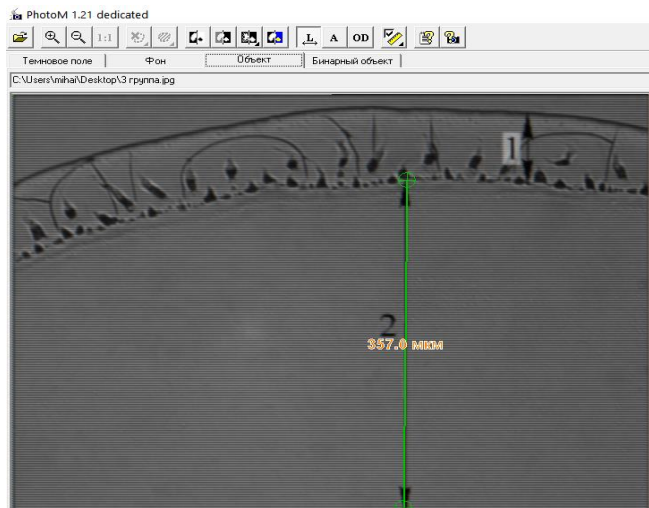 PhotoM 1.21 dedicated
1:1 L A OD
Темновое поле Фон Объект Бинарный объект
C:\Users\mihai\Desktop\3 группа.jpg
1
2
357.0 мкм